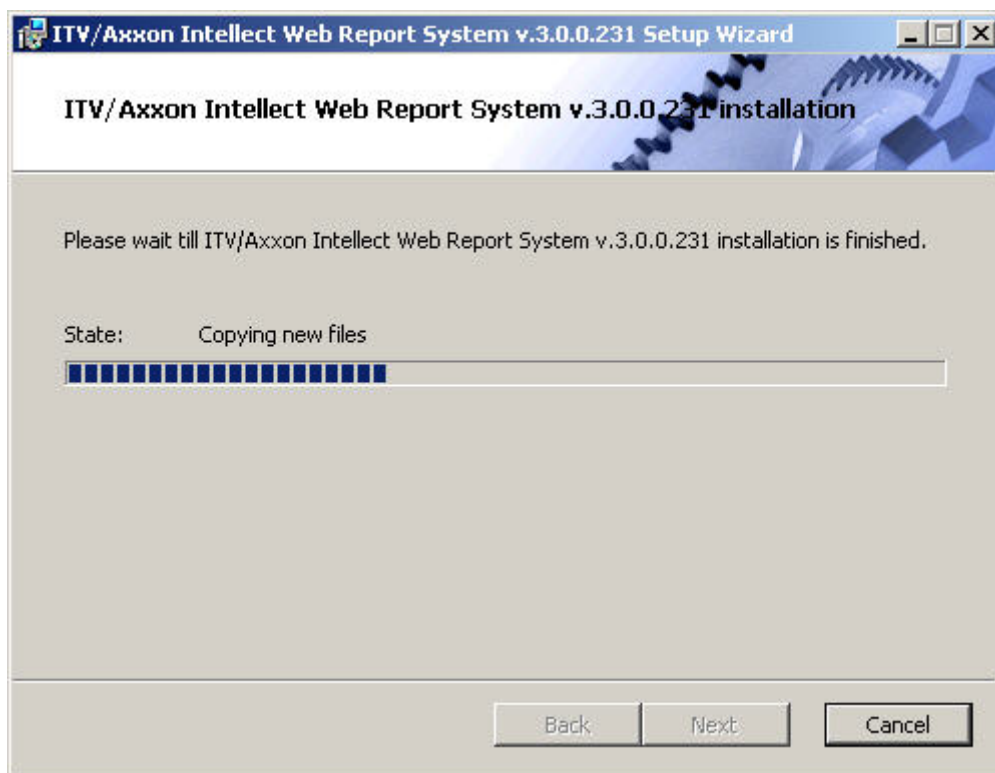 ITV/Axxon Intellect Web Report System v.3.0.0.231 Setup Wizard
ITV/Axxon Intellect Web Report System v.3.0.0.231 installation
Please wait till ITV/Axxon Intellect Web Report System v.3.0.0.231 installation is finished.
State: Copying new files
Back Next Cancel